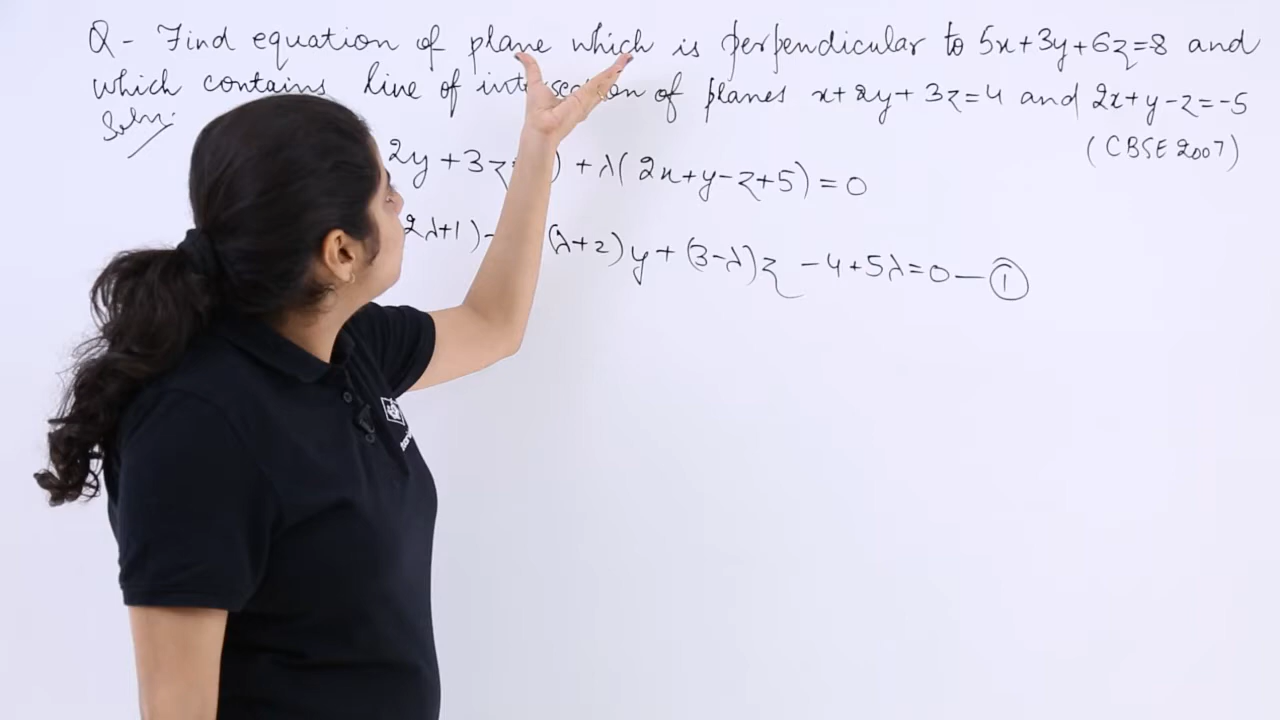 Q - Find equation of plane which is perpendicular to 5x+3y+6z=8 and
which contains line of intersection of planes x+2y+3z=4 and 2x+y-z=-5
Soln:
(CBSE 2007)
2y+3z ) + λ( 2x+y-z+5) = 0
2λ+1) - (λ+2)y + (3-λ)z - 4+5λ=0 — ①